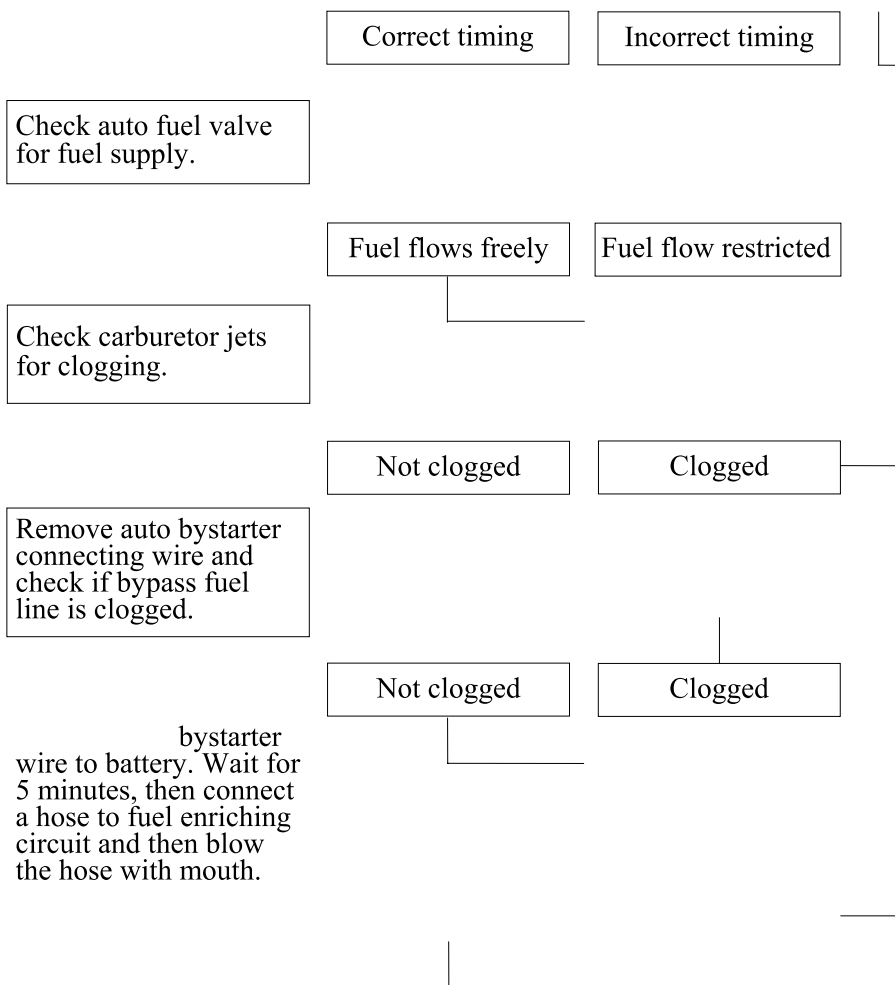 Correct timing
Incorrect timing
Check auto fuel valve
for fuel supply.
Fuel flows freely
Fuel flow restricted
Check carburetor jets
for clogging.
Not clogged
Clogged
Remove auto bystarter
connecting wire and
check if bypass fuel
line is clogged.
Not clogged
Clogged
bystarter
wire to battery. Wait for
5 minutes, then connect
a hose to fuel enriching
circuit and then blow
the hose with mouth.